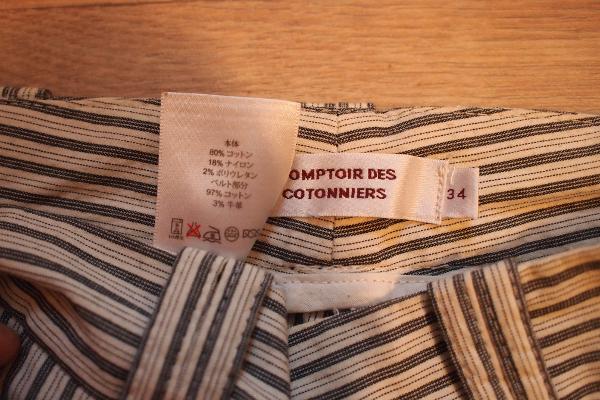 本体
80% コットン
18% ナイロン
2% ポリウレタン
ベルト部分
97% コットン
3% 牛革
OMPTOIR DES
COTONNIERS
34